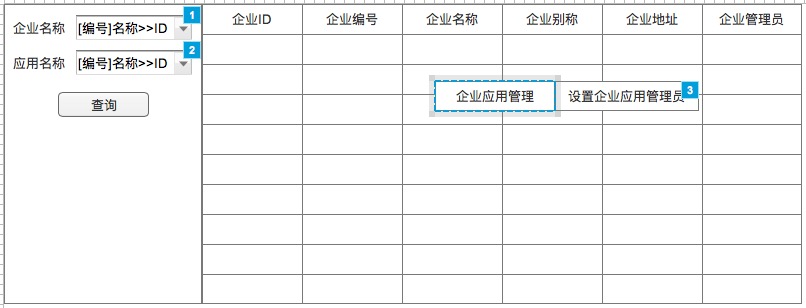 企业名称 [编号]名称>>ID 1
应用名称 [编号]名称>>ID 2
查询
企业ID 企业编号 企业名称 企业别称 企业地址 企业管理员
企业应用管理 设置企业应用管理员 3